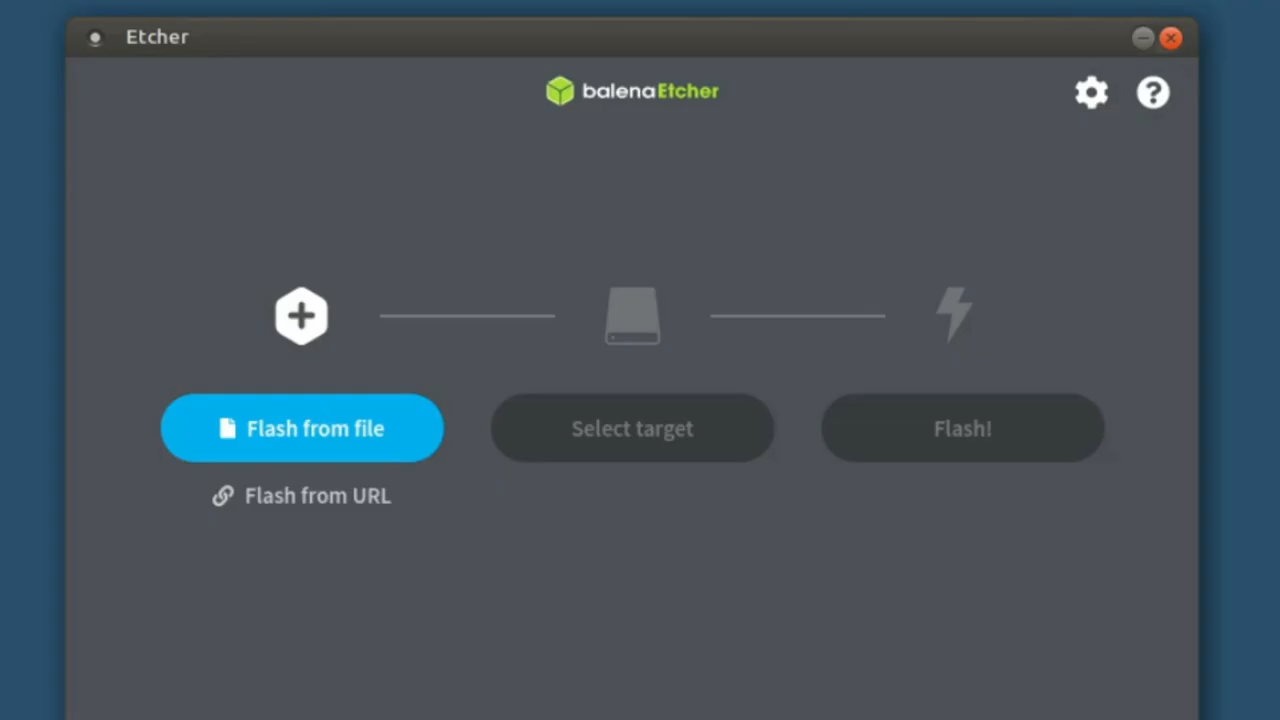 Etcher
balenaEtcher
Flash from file
Select target
Flash!
Flash from URL